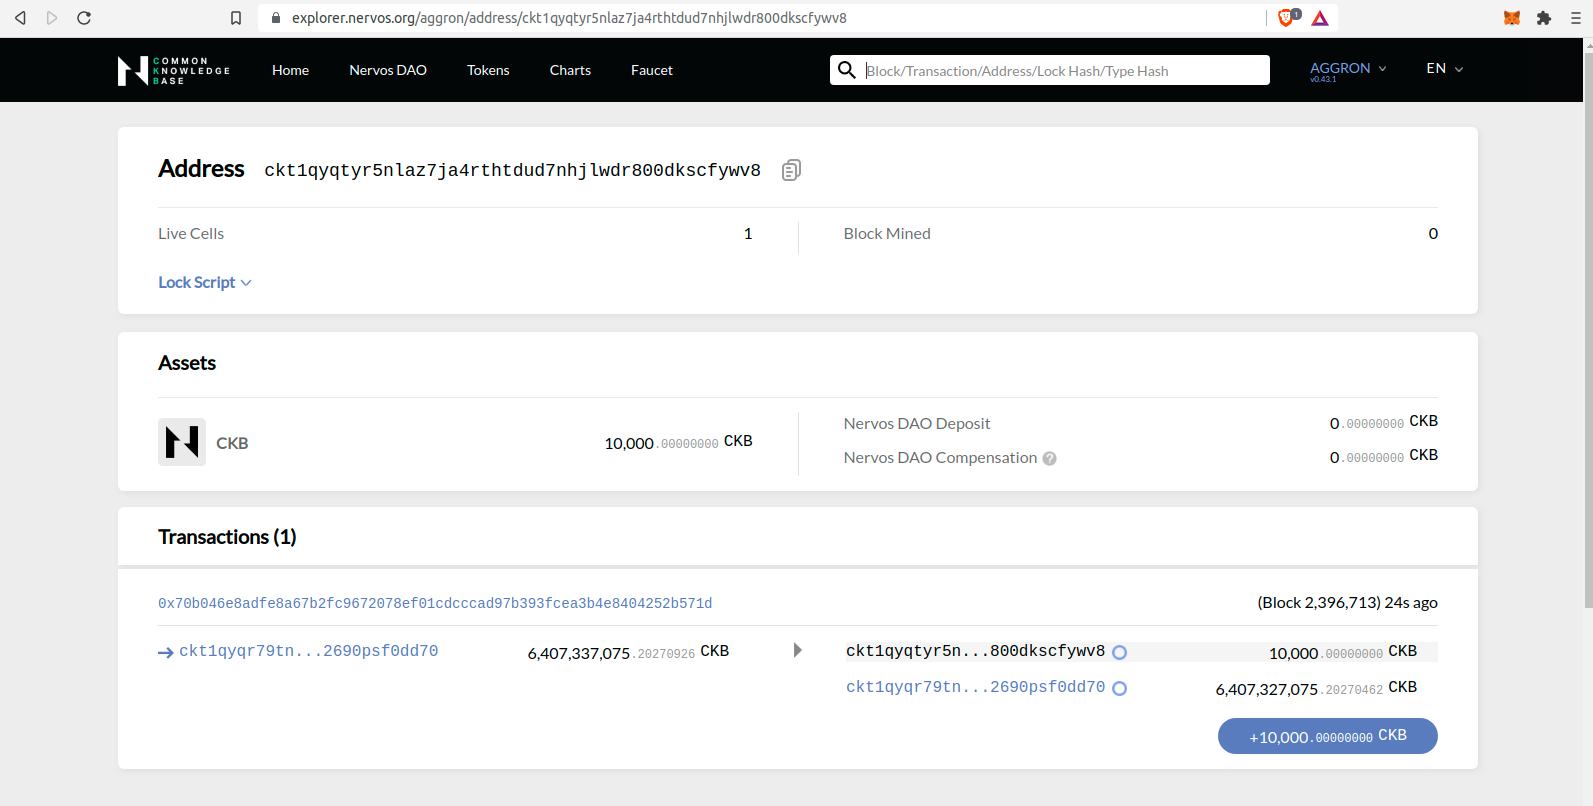 explorer.nervos.org/aggron/address/ckt1qyqtyr5nlaz7ja4rthtdud7nhjlwdr800dkscfywv8
1
COMMON
KNOWLEDGE
BASE
Home
Nervos DAO
Tokens
Charts
Faucet
Block/Transaction/Address/Lock Hash/Type Hash
AGGRON
v0.43.1
EN
Address ckt1qyqtyr5nlaz7ja4rthtdud7nhjlwdr800dkscfywv8
Live Cells 1
Block Mined 0
Lock Script
Assets
CKB 10,000.00000000 CKB
Nervos DAO Deposit 0.00000000 CKB
Nervos DAO Compensation ? 0.00000000 CKB
Transactions (1)
0x70b046e8adfe8a67b2fc9672078ef01cdcccad97b393fcea3b4e8404252b571d
(Block 2,396,713) 24s ago
ckt1qyqr79tn...2690psf0dd70 6,407,337,075.20270926 CKB
ckt1qyqtyr5n...800dkscfywv8 10,000.00000000 CKB
ckt1qyqr79tn...2690psf0dd70 6,407,327,075.20270462 CKB
+10,000.00000000 CKB